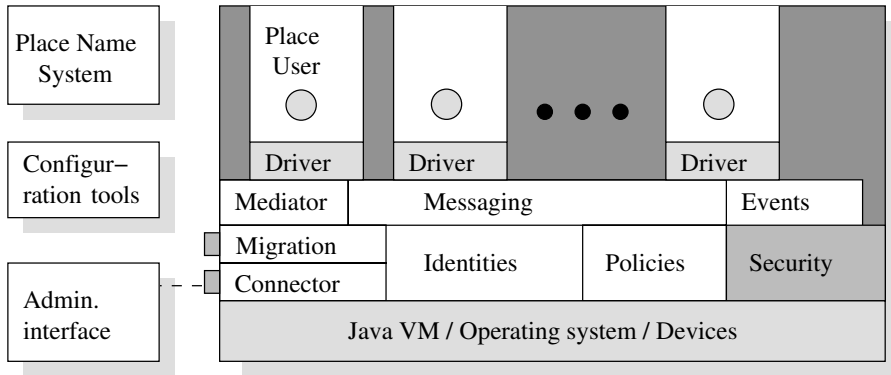 Place Name
System
Configur–
ration tools
Admin.
interface
Place
User
Driver
Driver
Driver
Mediator
Messaging
Events
Migration
Connector
Identities
Policies
Security
Java VM / Operating system / Devices